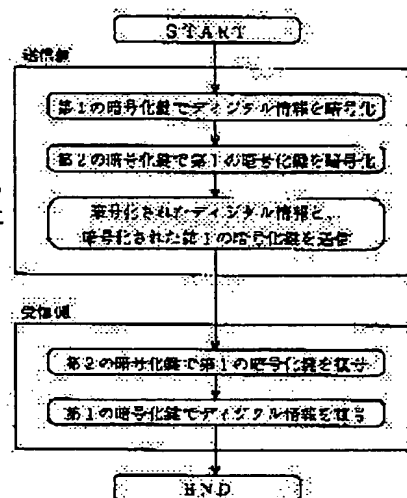 START
送信側
第1の暗号化鍵でディジタル情報を暗号化
第2の暗号化鍵で第1の暗号化鍵を暗号化
暗号化されたディジタル情報と、
暗号化された第1の暗号化鍵を送信
受信側
第2の暗号化鍵で第1の暗号化鍵を復号
第1の暗号化鍵でディジタル情報を復号
END